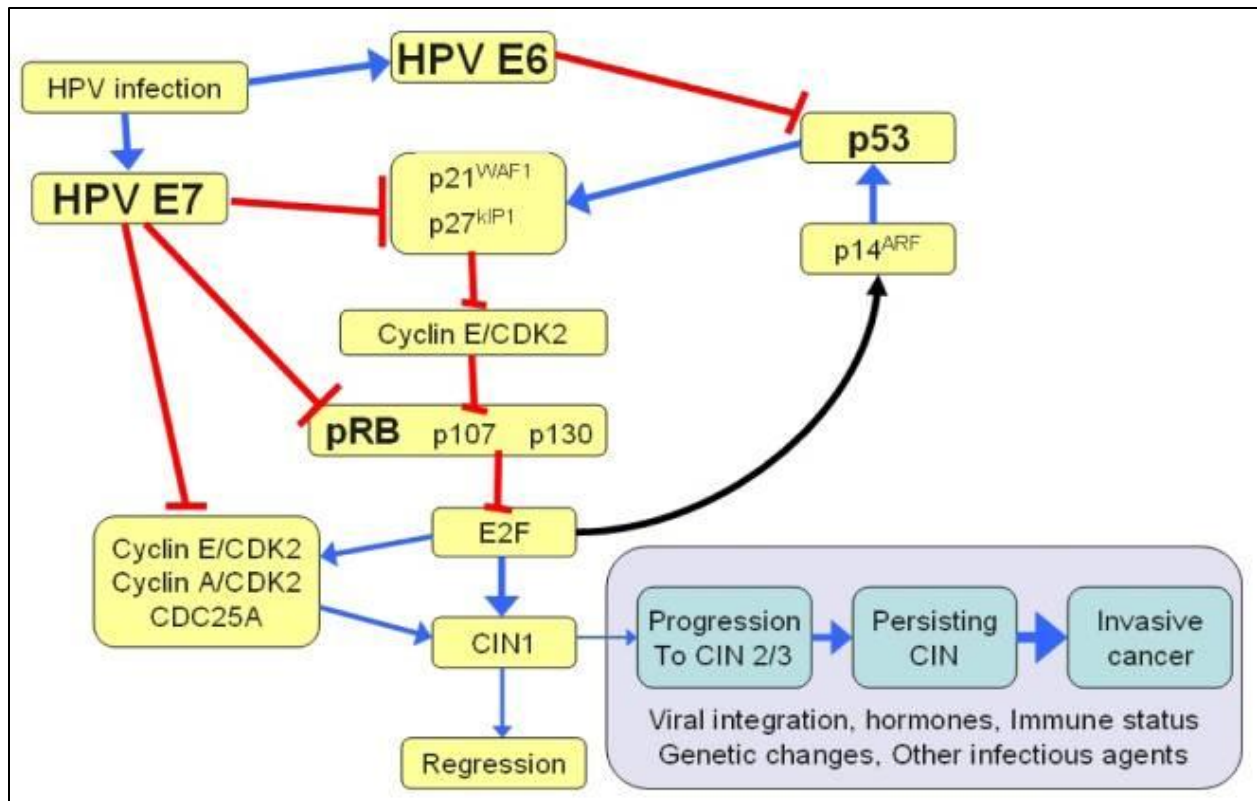 HPV infection
HPV E6
p53
HPV E7
p21WAF1
p27kIP1
p14ARF
Cyclin E/CDK2
pRB p107 p130
E2F
Cyclin E/CDK2
Cyclin A/CDK2
CDC25A
CIN1
Regression
Progression
To CIN 2/3
Persisting
CIN
Invasive
cancer
Viral integration, hormones, Immune status
Genetic changes, Other infectious agents